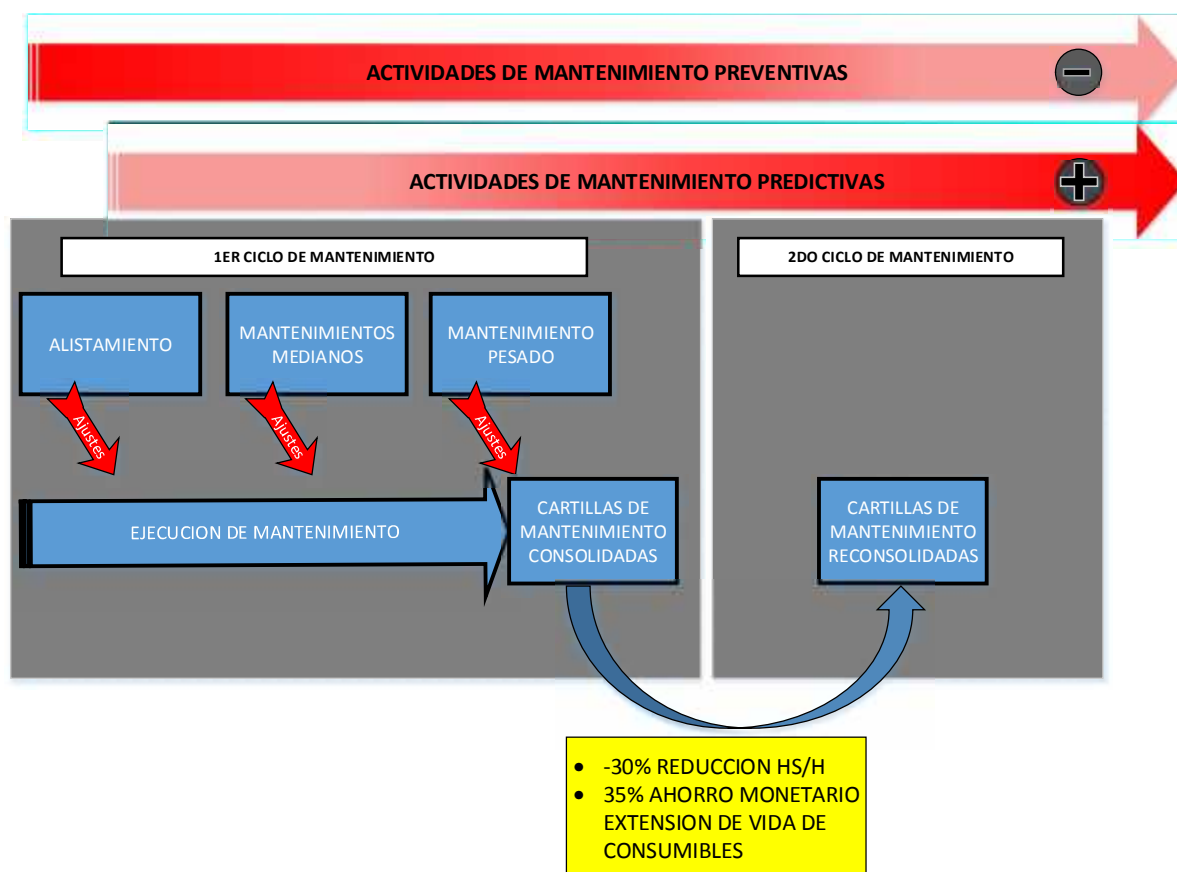 ACTIVIDADES DE MANTENIMIENTO PREVENTIVAS
ACTIVIDADES DE MANTENIMIENTO PREDICTIVAS
1ER CICLO DE MANTENIMIENTO
2DO CICLO DE MANTENIMIENTO
ALISTAMIENTO
MANTENIMIENTOS
MEDIANOS
MANTENIMIENTO
PESADO
Ajustes
Ajustes
Ajustes
EJECUCION DE MANTENIMIENTO
CARTILLAS DE
MANTENIMIENTO
CONSOLIDADAS
CARTILLAS DE
MANTENIMIENTO
RECONSOLIDADAS
• -30% REDUCCION HS/H
• 35% AHORRO MONETARIO
EXTENSION DE VIDA DE
CONSUMIBLES